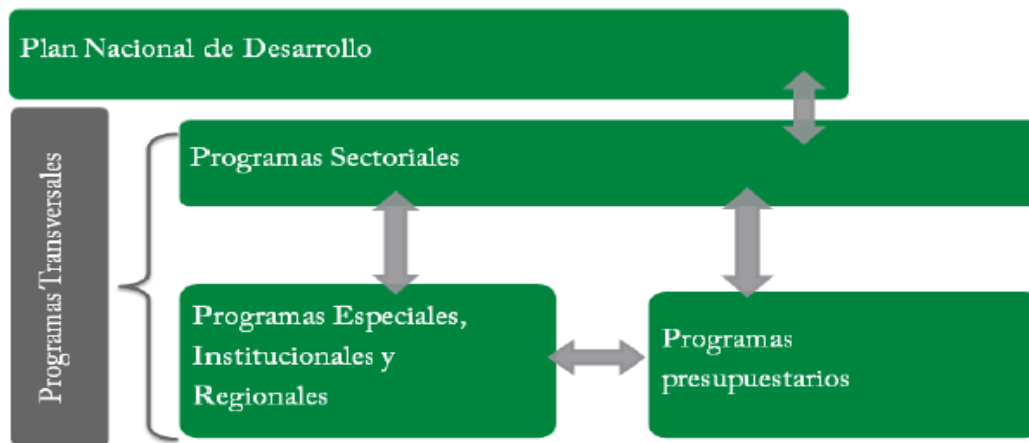 Plan Nacional de Desarrollo
Programas Transversales
Programas Sectoriales
Programas Especiales,
Institucionales y
Regionales
Programas
presupuestarios